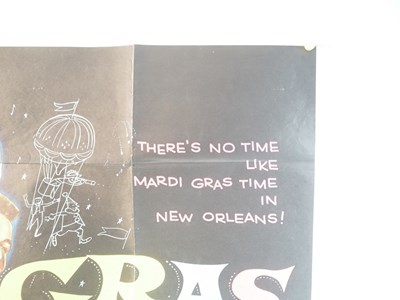 THERE'S NO TIME
LIKE
MARDI GRAS TIME
IN
NEW ORLEANS!
GRAS